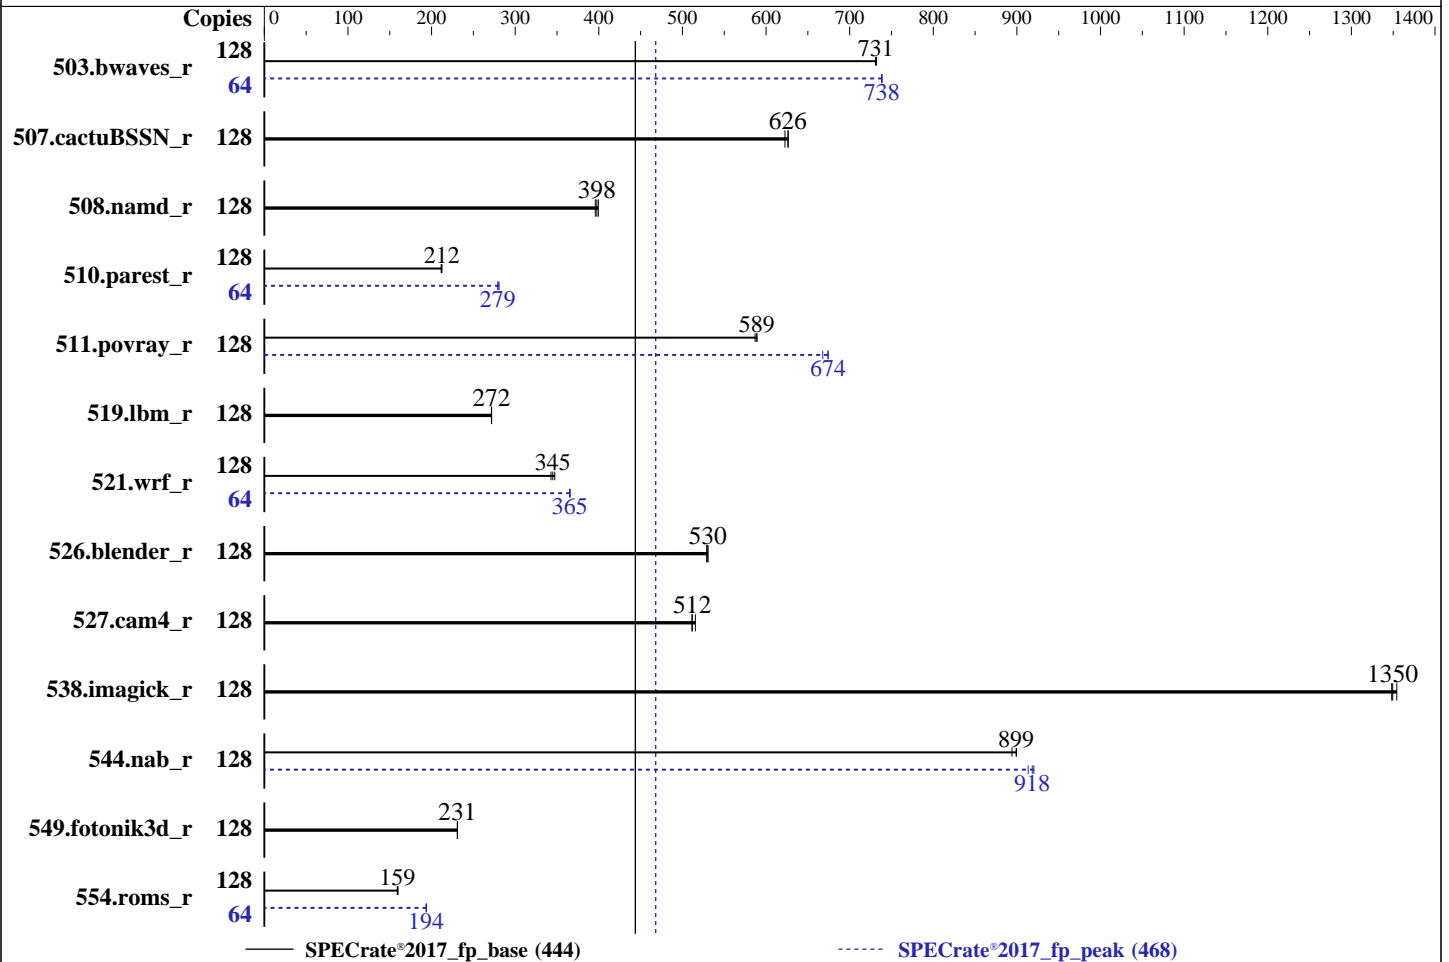 Copies 0 100 200 300 400 500 600 700 800 900 1000 1100 1200 1300 1400
503.bwaves_r 128 731
64 738
507.cactuBSSN_r 128 626
508.namd_r 128 398
510.parest_r 128 212
64 279
511.povray_r 128 589
674
519.lbm_r 128 272
521.wrf_r 128 345
64 365
526.blender_r 128 530
527.cam4_r 128 512
538.imagick_r 128 1350
544.nab_r 128 899
918
549.fotonik3d_r 128 231
554.roms_r 128 159
64 194
SPECrate®2017_fp_base (444) SPECrate®2017_fp_peak (468)